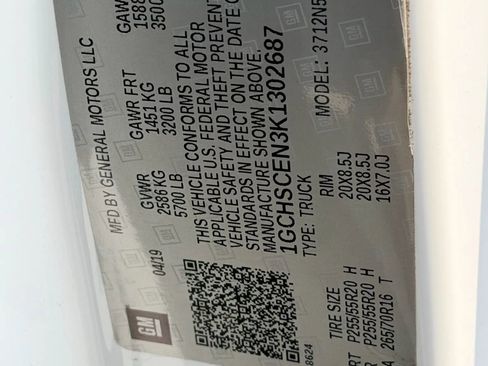 GM
MFD BY GENERAL MOTORS LLC
04/19
GVWR
2586 KG
5700 LB
GAWR FRT
1451 KG
3200 LB
GAWR
THIS VEHICLE CONFORMS TO ALL
APPLICABLE U.S. FEDERAL MOTOR
VEHICLE SAFETY AND THEFT PREVENT
STANDARDS IN EFFECT ON THE DATE O
MANUFACTURE SHOWN ABOVE.
1GCHSCEN3K1302687
TYPE: TRUCK
MODEL: 3712N5
8624
TIRE SIZE
RIM
RT P255/55R20 H 20X8.5J
P255/55R20 H 20X8.5J
265/70R16 T 16X7.0J